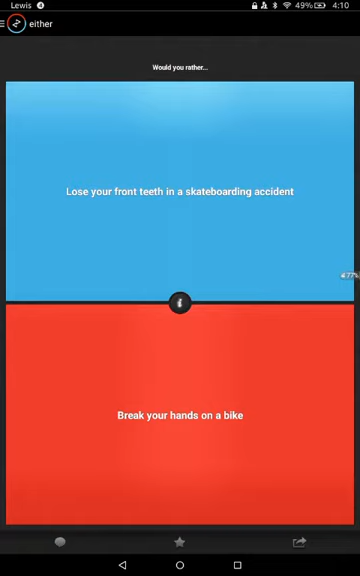 Lewis
49% 4:10
either
Would you rather...
Lose your front teeth in a skateboarding accident
77%
Break your hands on a bike